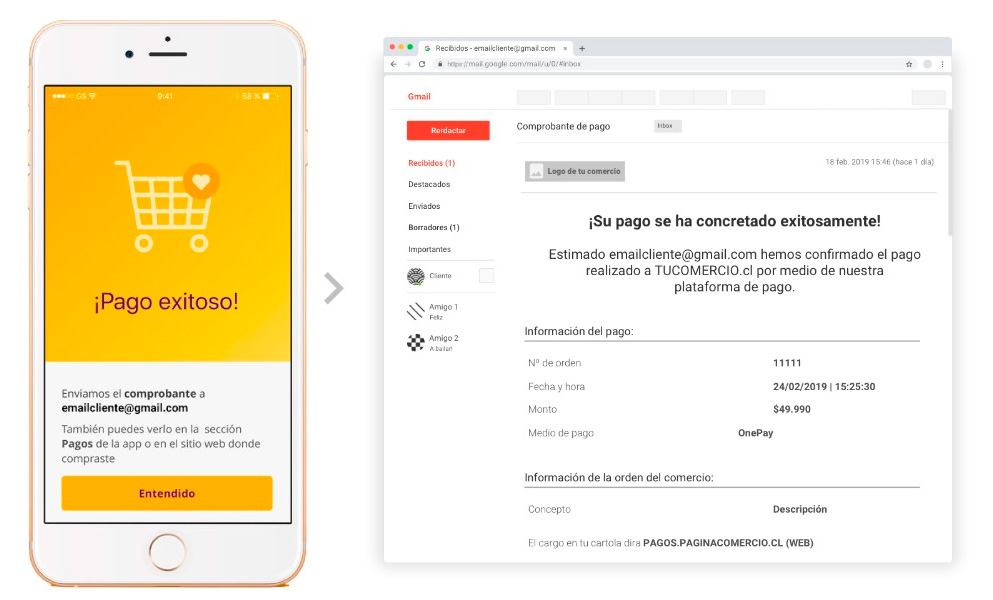 GS
9:41
58 %
¡Pago exitoso!
Enviamos el comprobante a
emailcliente@gmail.com
También puedes verlo en la sección
Pagos de la app o en el sitio web donde
compraste
Entendido
G Recibidos - emailcliente@gmail.com × +
https://mail.google.com/mail/u/0/#inbox
Gmail
Rerdactar
Recibidos (1)
Destacados
Enviados
Borradores (1)
Importantes
Cliente
Amigo 1
Feliz
Amigo 2
A bailar!
Comprobante de pago Inbox
Logo de tu comercio
18 feb. 2019 15:46 (hace 1 día)
¡Su pago se ha concretado exitosamente!
Estimado emailcliente@gmail.com hemos confirmado el pago
realizado a TUCOMERCIO.cl por medio de nuestra
plataforma de pago.
Información del pago:
Nº de orden 11111
Fecha y hora 24/02/2019 | 15:25:30
Monto $49.990
Medio de pago OnePay
Información de la orden del comercio:
Concepto Descripción
El cargo en tu cartola dira PAGOS.PAGINACOMERCIO.CL (WEB)